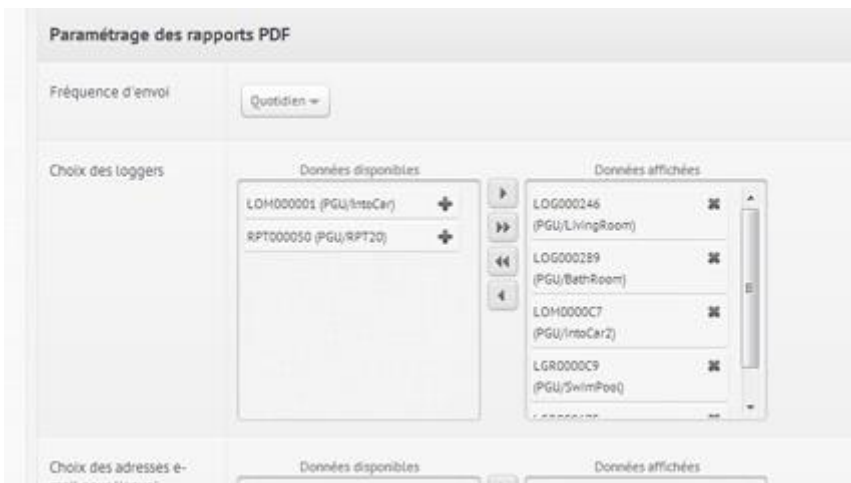 Paramétrage des rapports PDF
Fréquence d'envoi
Quotidien
Choix des loggers
Données disponibles
Données affichées
LOM000001 (PGU/IntoCar)
RPT000050 (PGU/RPT20)
LOG000246
(PGU/LivingRoom)
LOG000289
(PGU/BathRoom)
LOM0000C7
(PGU/IntoCar2)
LGR0000C9
(PGU/SwimPool)
Choix des adresses e-
Données disponibles
Données affichées